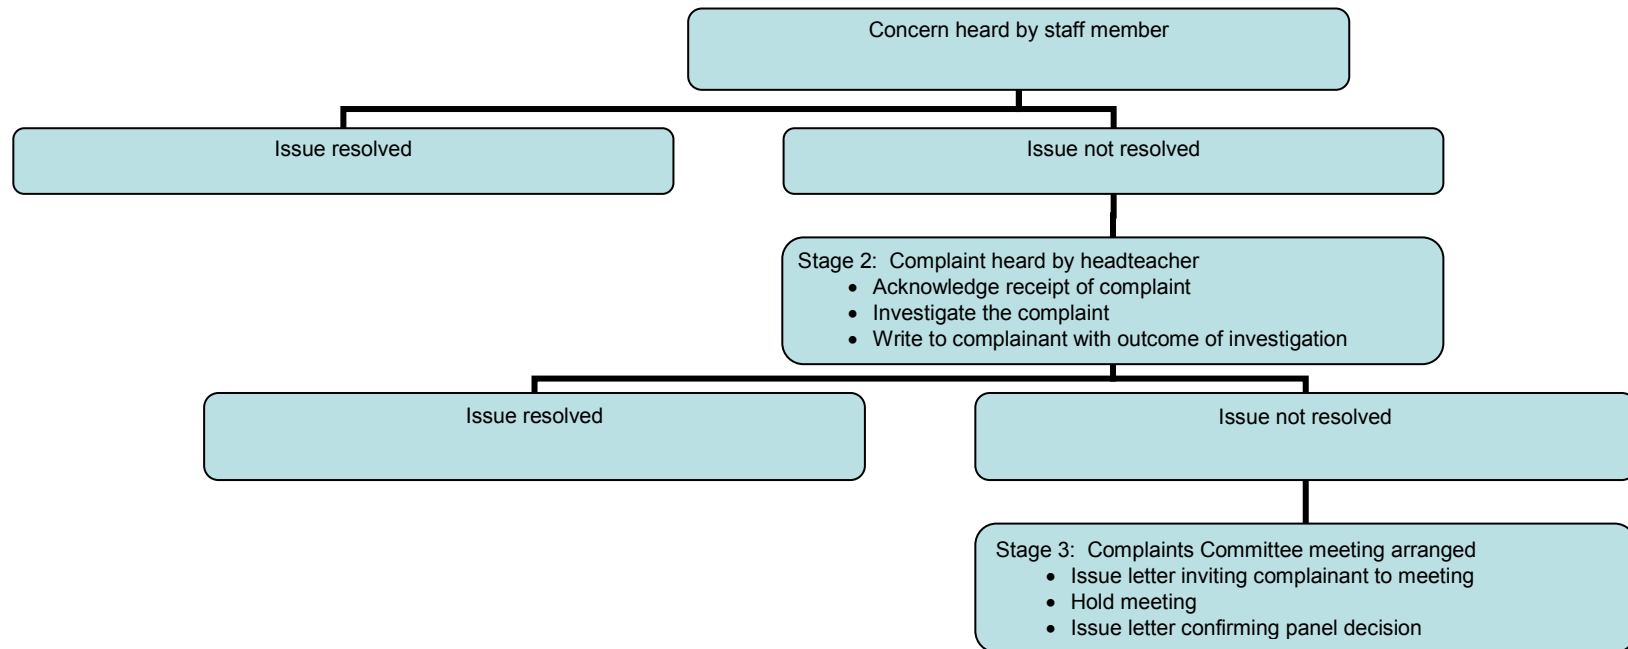 Concern heard by staff member
Issue resolved
Issue not resolved
Stage 2:  Complaint heard by headteacher
• Acknowledge receipt of complaint
• Investigate the complaint
• Write to complainant with outcome of investigation
Issue resolved
Issue not resolved
Stage 3:  Complaints Committee meeting arranged
• Issue letter inviting complainant to meeting
• Hold meeting
• Issue letter confirming panel decision